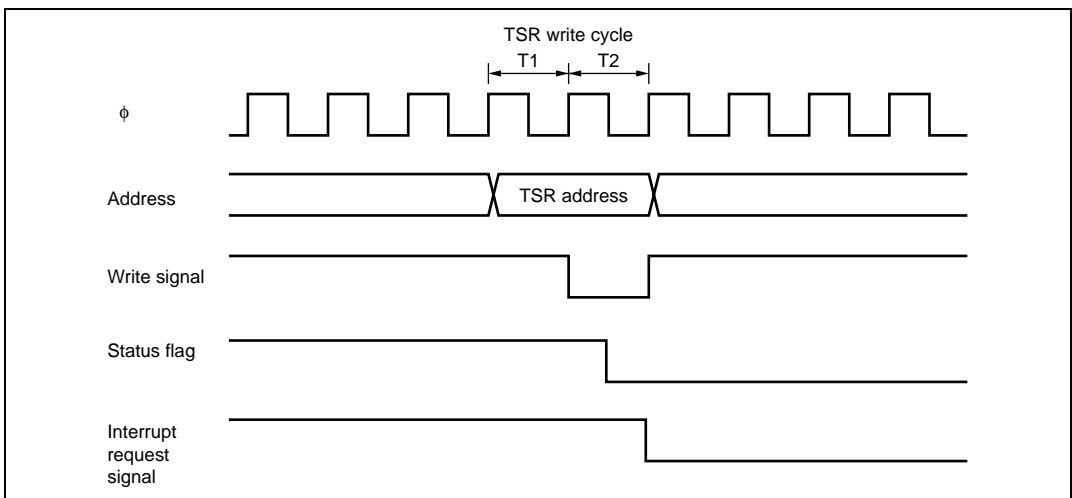 TSR write cycle
T1 T2
ϕ
Address
TSR address
Write signal
Status flag
Interrupt
request
signal